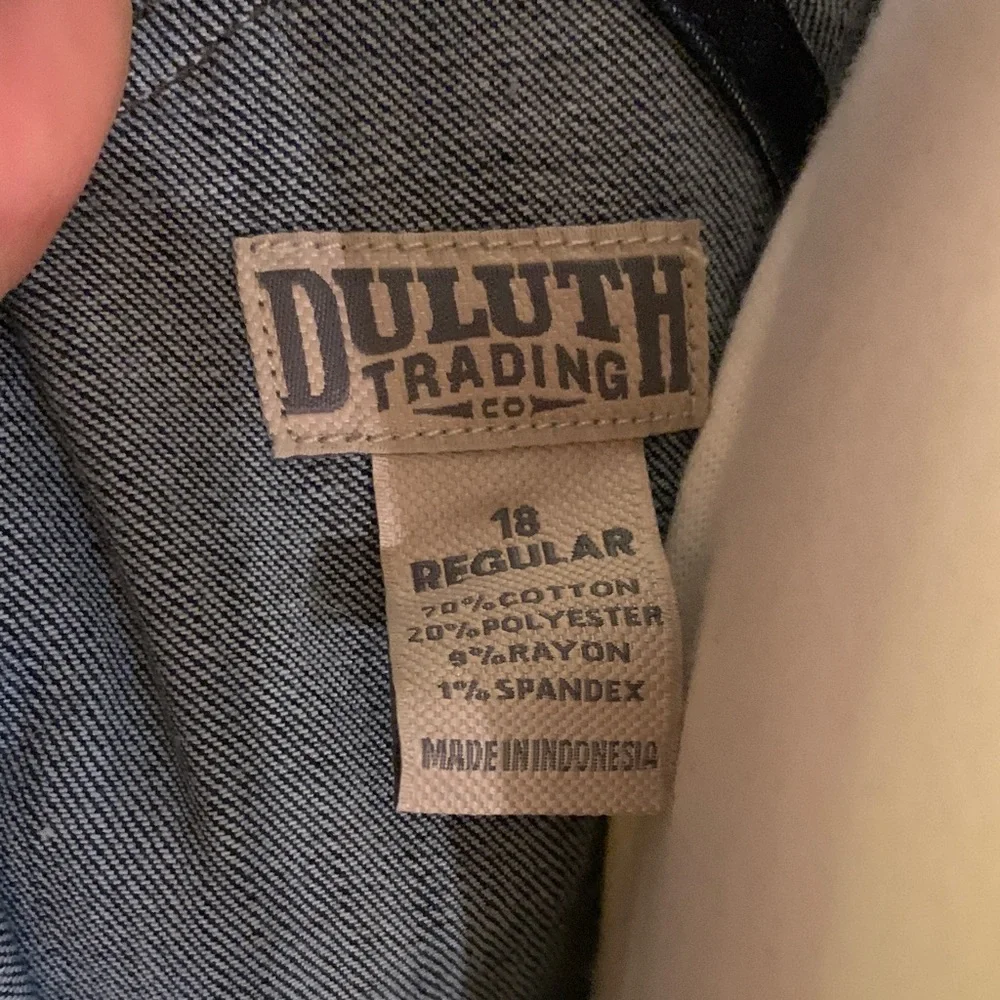 DULUTH
TRADING
CO
18
REGULAR
70% COTTON
20% POLYESTER
9% RAYON
1% SPANDEX
MADE IN INDONESIA